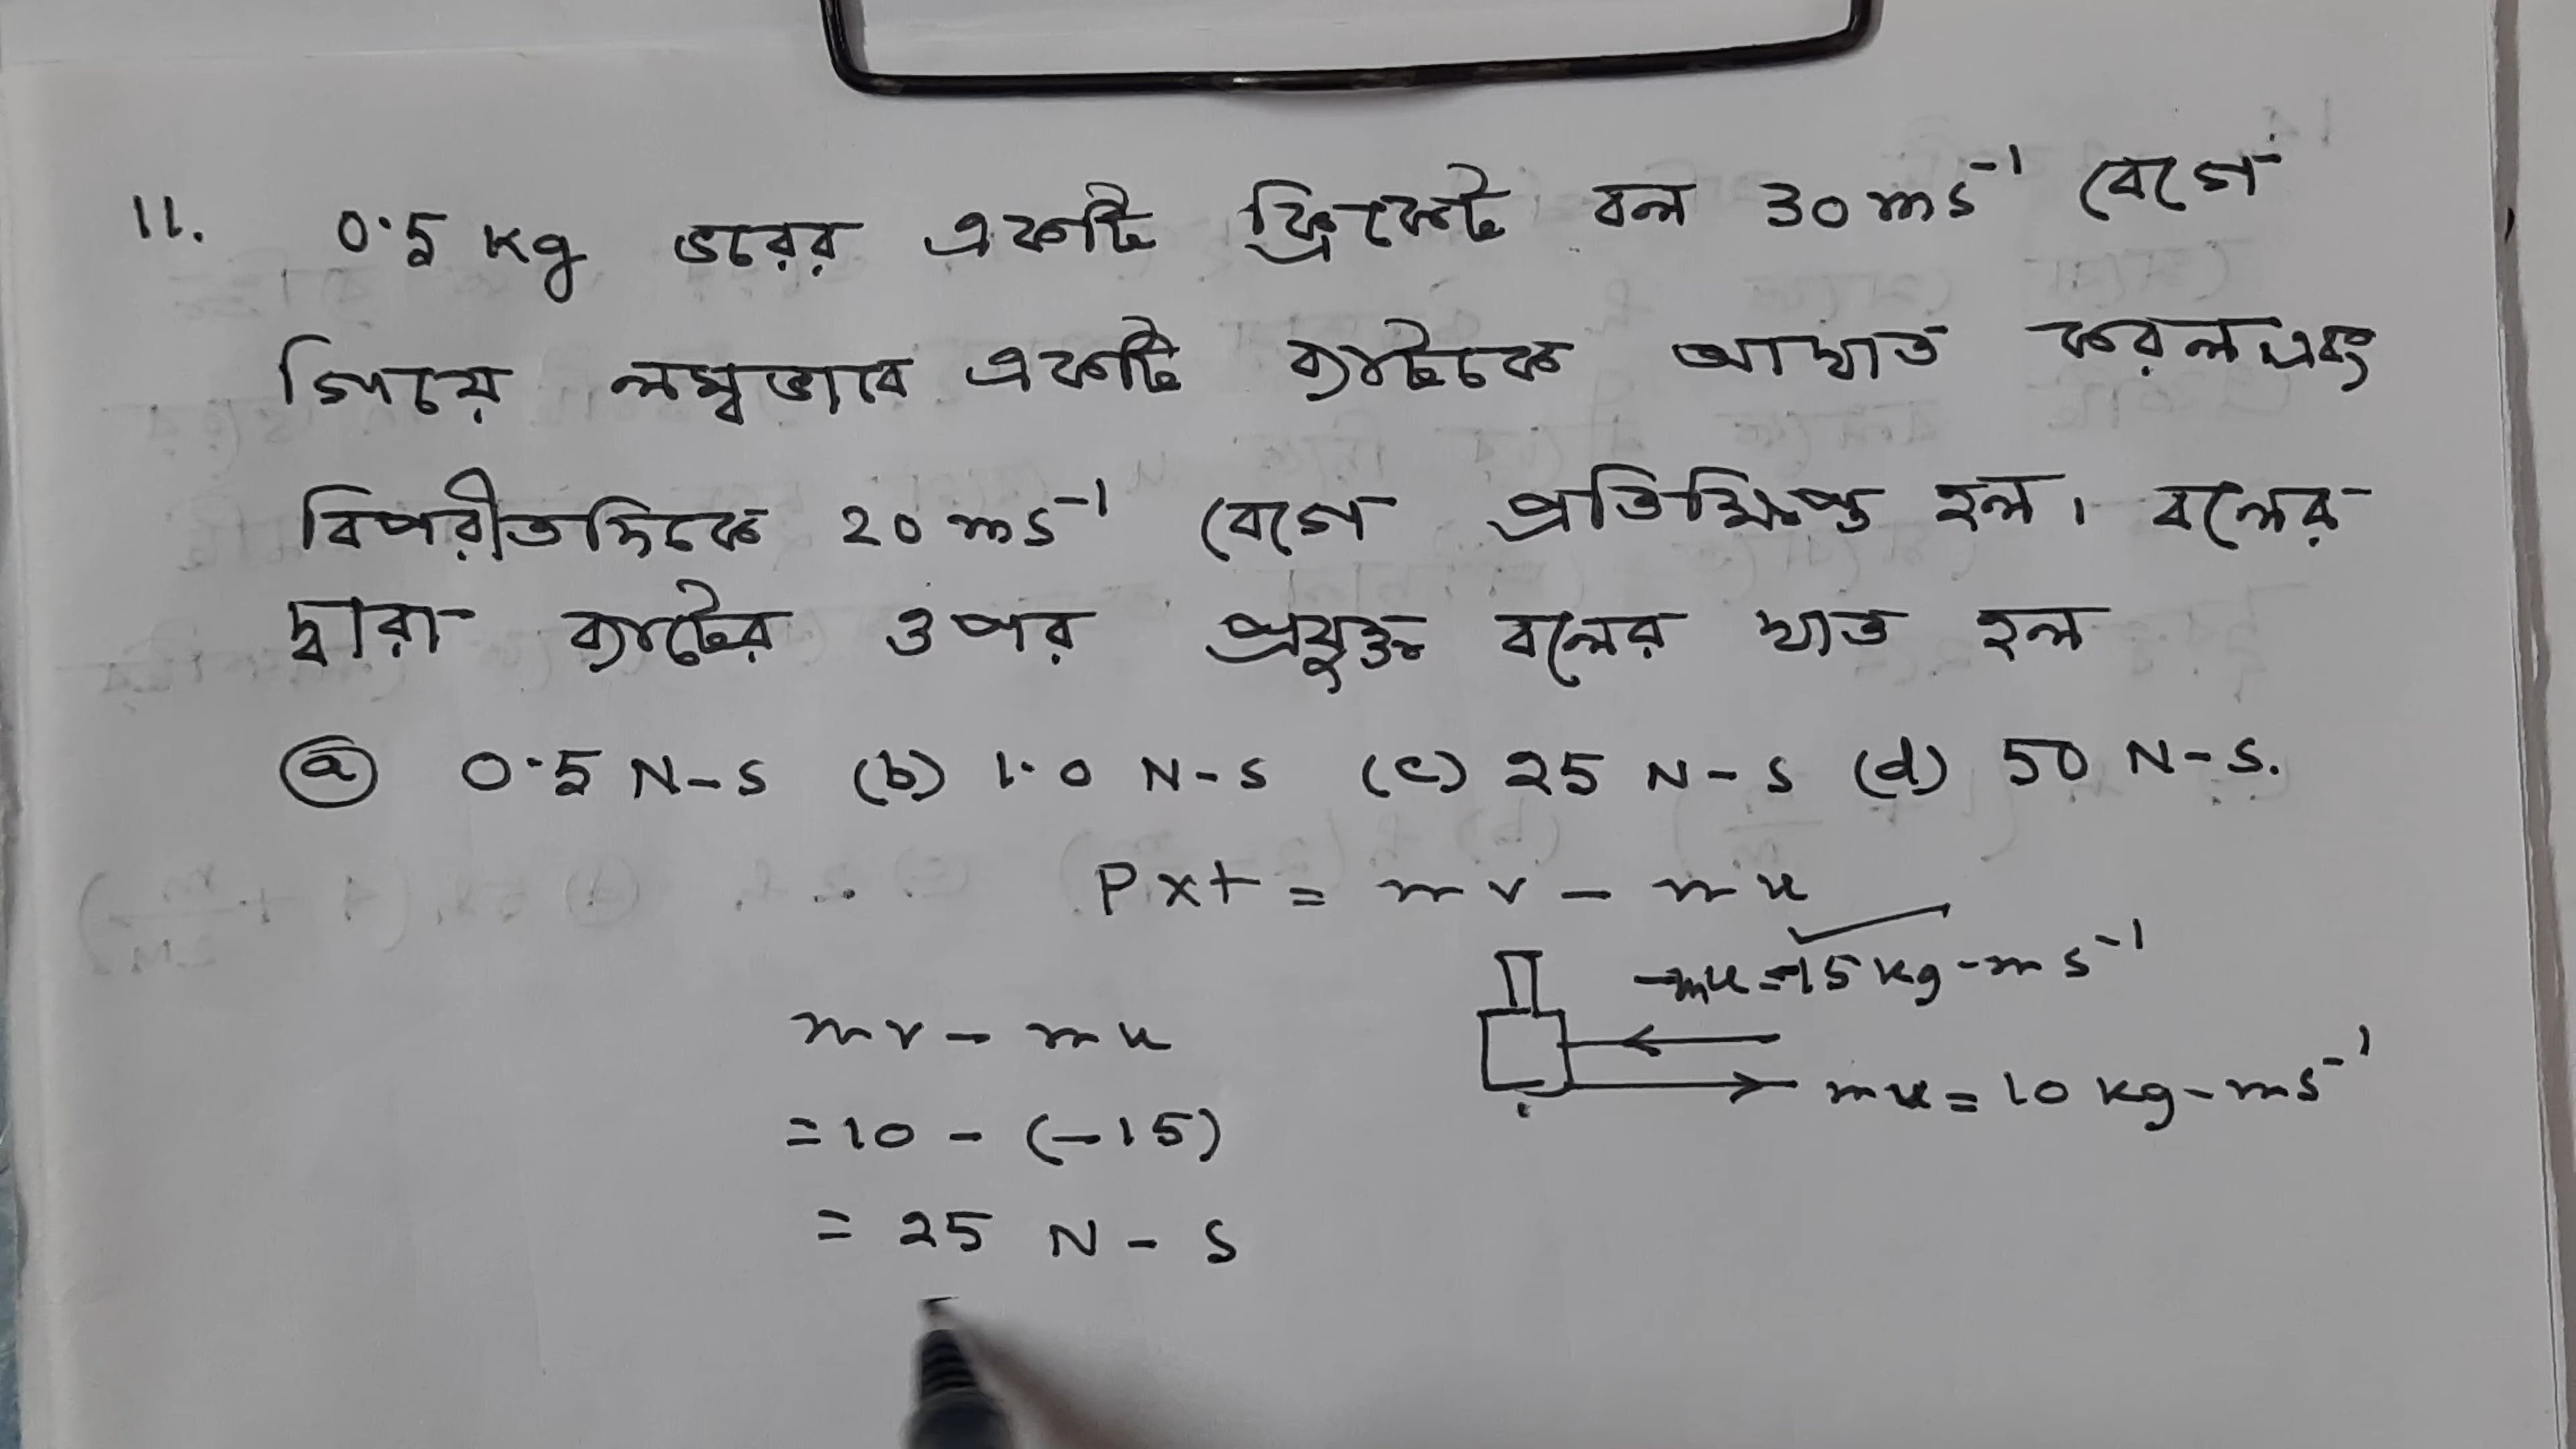 11. 0.5 kg ভরের একটি ক্রিকেট বল 30 ms⁻¹ বেগে
গিয়ে লম্বভাবে একটি ব্যাটকে আঘাত করল এবং
বিপরীতদিকে 20 ms⁻¹ বেগে প্রতিক্ষিপ্ত হল। বলের
দ্বারা ব্যাটের ওপর প্রযুক্ত বলের ঘাত হল
(a) 0.5 N-S (b) 1.0 N-S (c) 25 N-S (d) 50 N-S.
P×t = mv - mu
-mu = -15 kg-ms⁻¹
mv - mu
mu = 10 kg-ms⁻¹
= 10 - (-15)
= 25 N-S